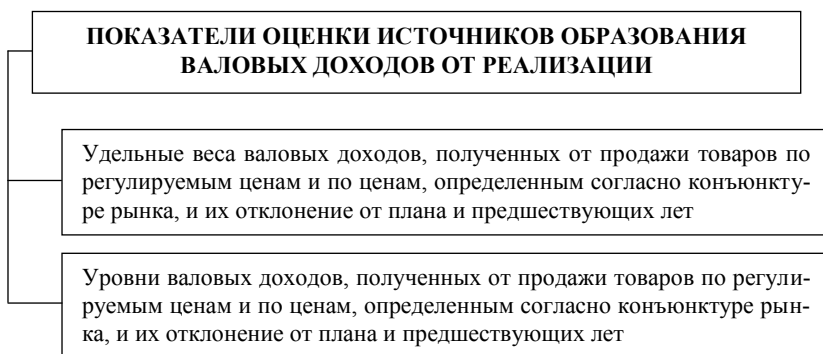 ПОКАЗАТЕЛИ ОЦЕНКИ ИСТОЧНИКОВ ОБРАЗОВАНИЯ
ВАЛОВЫХ ДОХОДОВ ОТ РЕАЛИЗАЦИИ
Удельные веса валовых доходов, полученных от продажи товаров по
регулируемым ценам и по ценам, определенным согласно конъюнкту-
ре рынка, и их отклонение от плана и предшествующих лет
Уровни валовых доходов, полученных от продажи товаров по регули-
руемым ценам и по ценам, определенным согласно конъюнктуре рын-
ка, и их отклонение от плана и предшествующих лет